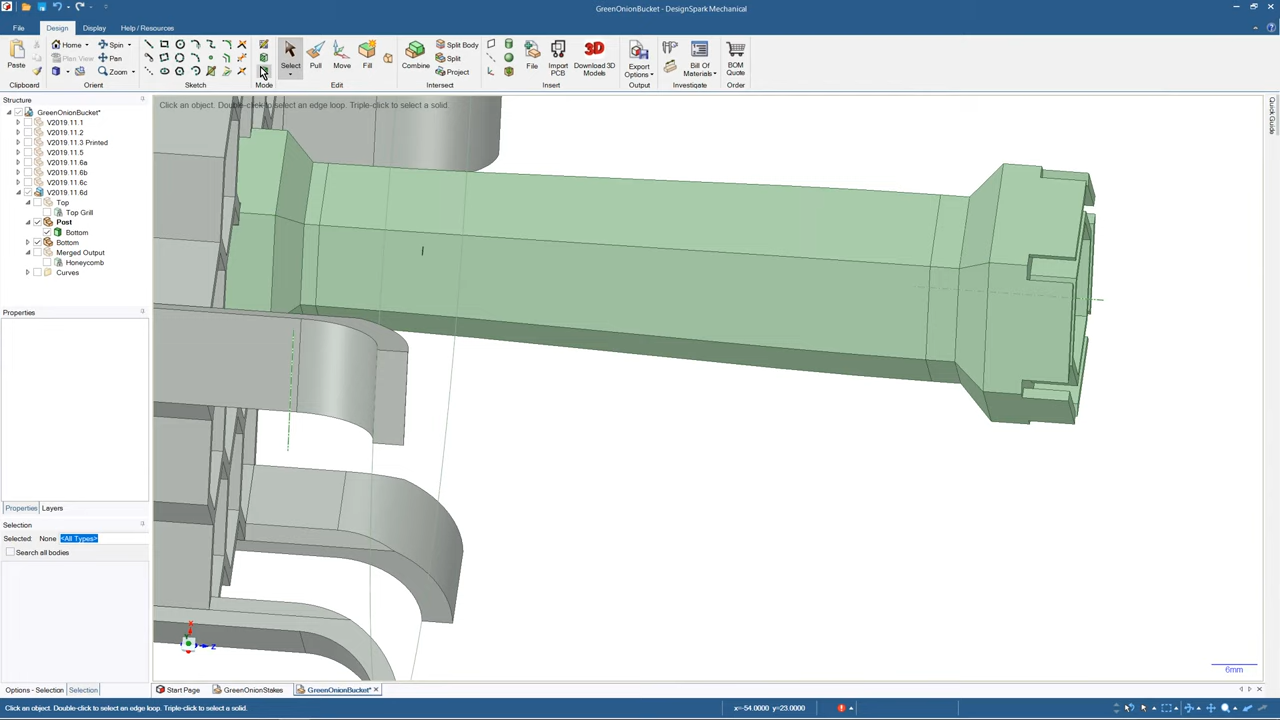 GreenOnionBucket - DesignSpark Mechanical
File Design Display Help / Resources
Paste
Home Spin
Plan View Pan
Zoom
Select Pull Move Fill
Combine
Split Body
Split
Project
File
Import PCB
Download 3D Models
Export Options
Bill Of Materials
BOM Quote
Clipboard Orient Sketch Mode Edit Intersect Insert Output Investigate Order
Structure
Click an object. Double-click to select an edge loop. Triple-click to select a solid.
Quick Guide
GreenOnionBucket*
V2019.11.1
V2019.11.2
V2019.11.3 Printed
V2019.11.5
V2019.11.6a
V2019.11.6b
V2019.11.6c
V2019.11.6d
Top
Top Grill
Post
Bottom
Bottom
Merged Output
Honeycomb
Curves
Properties
Properties Layers
Selection
Selected: None <All Types>
Search all bodies
X
Z
6mm
Options - Selection Selection
Start Page GreenOnionStakes GreenOnionBucket*
Click an object. Double-click to select an edge loop. Triple-click to select a solid.
x=-54.0000 y=23.0000